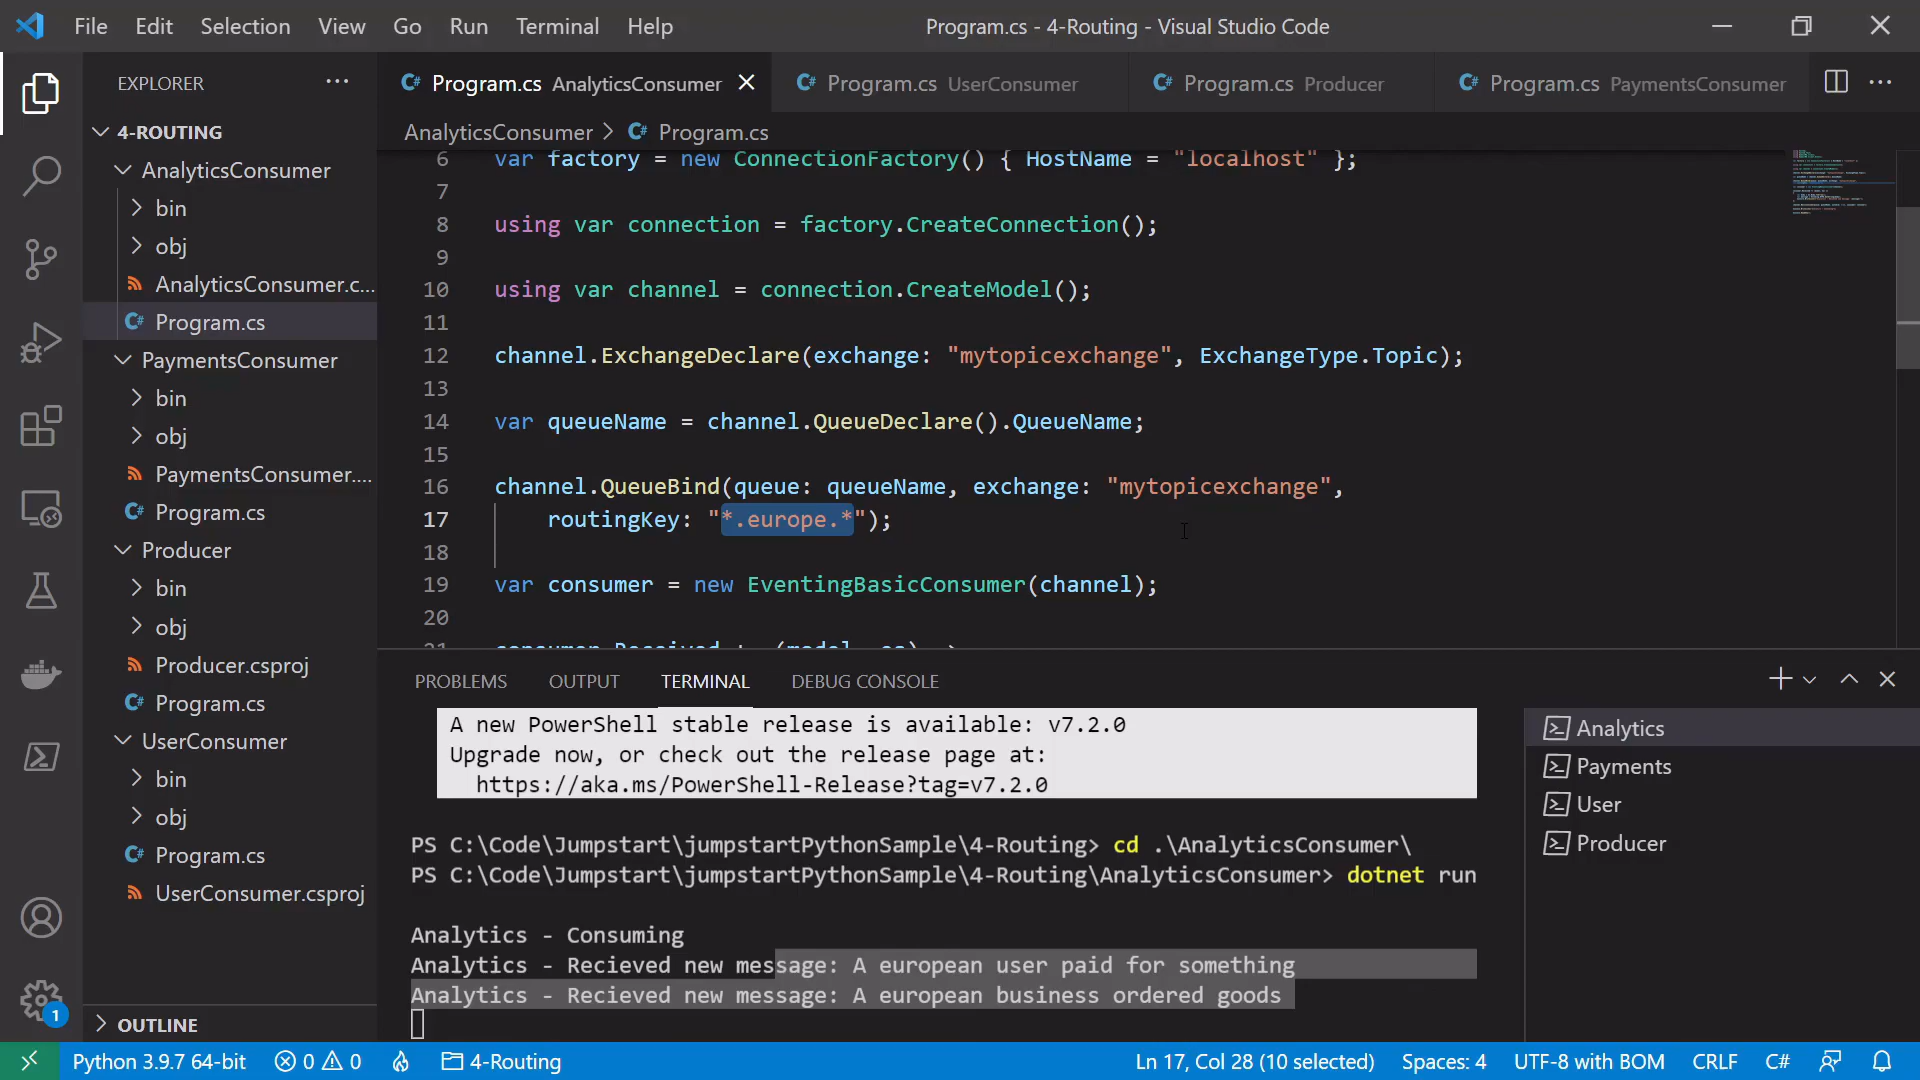 File Edit Selection View Go Run Terminal Help
Program.cs - 4-Routing - Visual Studio Code
EXPLORER
Program.cs AnalyticsConsumer
Program.cs UserConsumer
Program.cs Producer
Program.cs PaymentsConsumer
AnalyticsConsumer > Program.cs
4-ROUTING
AnalyticsConsumer
bin
obj
AnalyticsConsumer.c...
Program.cs
PaymentsConsumer
bin
obj
PaymentsConsumer....
Program.cs
Producer
bin
obj
Producer.csproj
Program.cs
UserConsumer
bin
obj
Program.cs
UserConsumer.csproj
OUTLINE
1
6 var factory = new ConnectionFactory() { HostName = "localhost" };
7
8 using var connection = factory.CreateConnection();
9
10 using var channel = connection.CreateModel();
11
12 channel.ExchangeDeclare(exchange: "mytopicexchange", ExchangeType.Topic);
13
14 var queueName = channel.QueueDeclare().QueueName;
15
16 channel.QueueBind(queue: queueName, exchange: "mytopicexchange",
17 routingKey: "*.europe.*");
18
19 var consumer = new EventingBasicConsumer(channel);
20
PROBLEMS OUTPUT TERMINAL DEBUG CONSOLE
A new PowerShell stable release is available: v7.2.0
Upgrade now, or check out the release page at:
https://aka.ms/PowerShell-Release?tag=v7.2.0
PS C:\Code\Jumpstart\jumpstartPythonSample\4-Routing> cd .\AnalyticsConsumer\
PS C:\Code\Jumpstart\jumpstartPythonSample\4-Routing\AnalyticsConsumer> dotnet run
Analytics - Consuming
Analytics - Recieved new message: A european user paid for something
Analytics - Recieved new message: A european business ordered goods
Analytics
Payments
User
Producer
Python 3.9.7 64-bit 0 0 4-Routing Ln 17, Col 28 (10 selected) Spaces: 4 UTF-8 with BOM CRLF C#